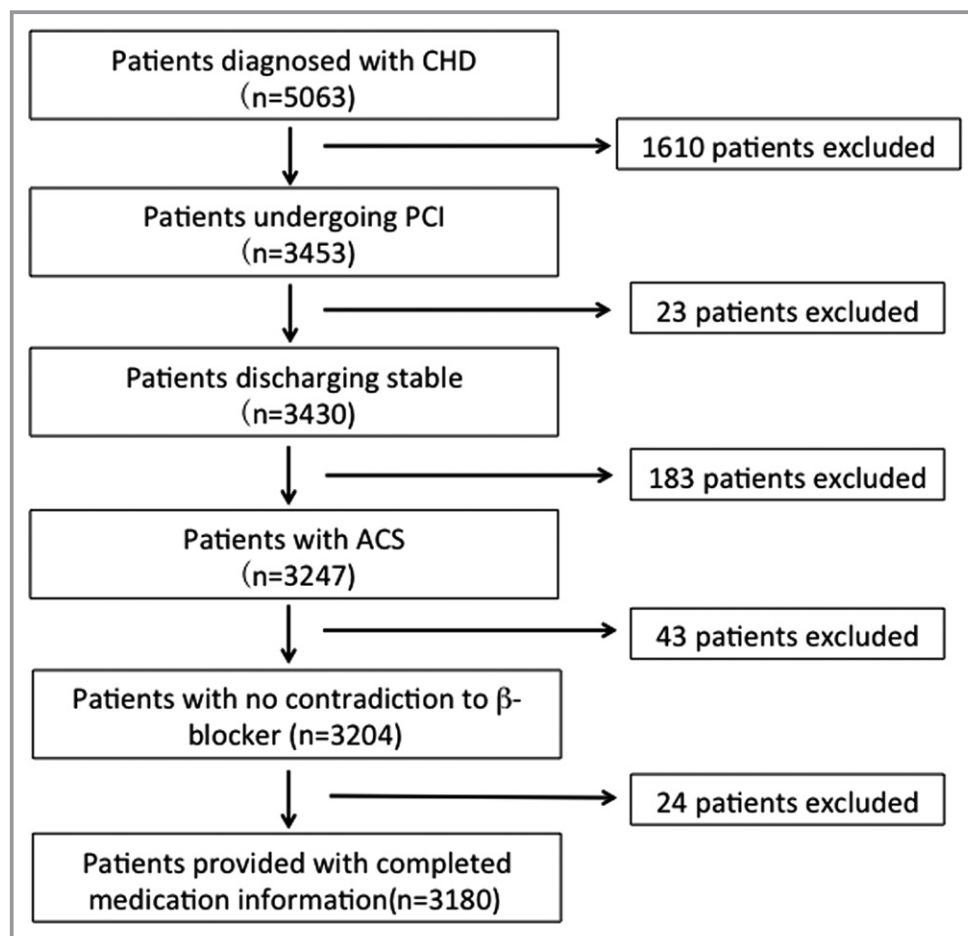 Patients diagnosed with CHD
（n=5063)
1610 patients excluded
Patients undergoing PCI
（n=3453)
23 patients excluded
Patients discharging stable
（n=3430)
183 patients excluded
Patients with ACS
（n=3247)
43 patients excluded
Patients with no contradiction to β-
blocker (n=3204)
24 patients excluded
Patients provided with completed
medication information(n=3180)